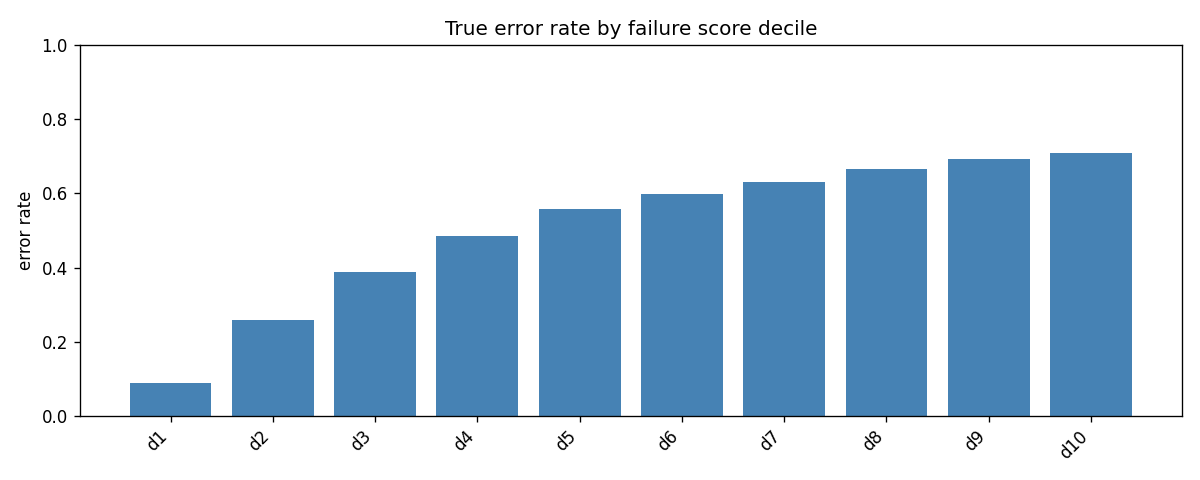 True error rate by failure score decile
1.0
0.8
0.6
0.4
0.2
0.0
error rate
d1 d2 d3 d4 d5 d6 d7 d8 d9 d10